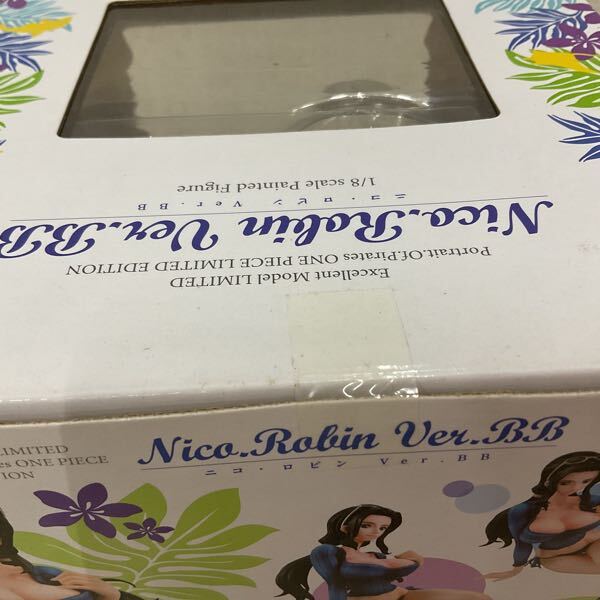 Excellent Model LIMITED
Portrait.Of.Pirates ONE PIECE LIMITED EDITION
Nico.Robin Ver.BB
ニコ・ロビン Ver.BB
1/8 scale Painted Figure
LIMITED
ONE PIECE
Nico.Robin Ver.BB
ニコ・ロビン Ver.BB